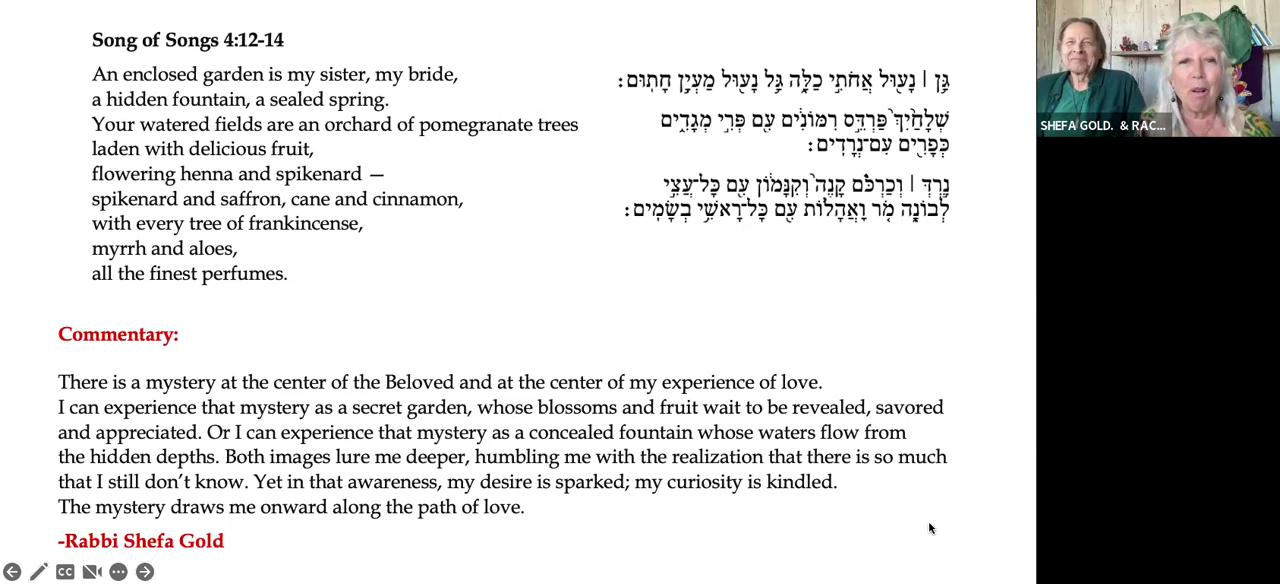 Song of Songs 4:12-14
An enclosed garden is my sister, my bride,
a hidden fountain, a sealed spring.
Your watered fields are an orchard of pomegranate trees
laden with delicious fruit,
flowering henna and spikenard —
spikenard and saffron, cane and cinnamon,
with every tree of frankincense,
myrrh and aloes,
all the finest perfumes.
גַּ֥ן ׀ נָע֖וּל אֲחֹתִ֣י כַלָּ֑ה גַּ֥ל נָע֖וּל מַעְיָ֥ן חָתֽוּם׃
שְׁלָחַ֙יִךְ֙ פַּרְדֵּ֣ס רִמּוֹנִ֔ים עִ֖ם פְּרִ֣י מְגָדִ֑ים
כְּפָרִ֖ים עִם־נְרָדִֽים׃
נֵ֣רְדְּ ׀ וְכַרְכֹּ֗ם קָנֶה֙ וְקִנָּמ֔וֹן עִ֖ם כׇּל־עֲצֵ֣י
לְבוֹנָ֑ה מֹ֚ר וַאֲהָל֔וֹת עִ֖ם כׇּל־רָאשֵׁ֥י בְשָׂמִֽים׃
Commentary:
There is a mystery at the center of the Beloved and at the center of my experience of love.
I can experience that mystery as a secret garden, whose blossoms and fruit wait to be revealed, savored
and appreciated. Or I can experience that mystery as a concealed fountain whose waters flow from
the hidden depths. Both images lure me deeper, humbling me with the realization that there is so much
that I still don’t know. Yet in that awareness, my desire is sparked; my curiosity is kindled.
The mystery draws me onward along the path of love.
-Rabbi Shefa Gold
SHEFA GOLD. & RAC...
CC